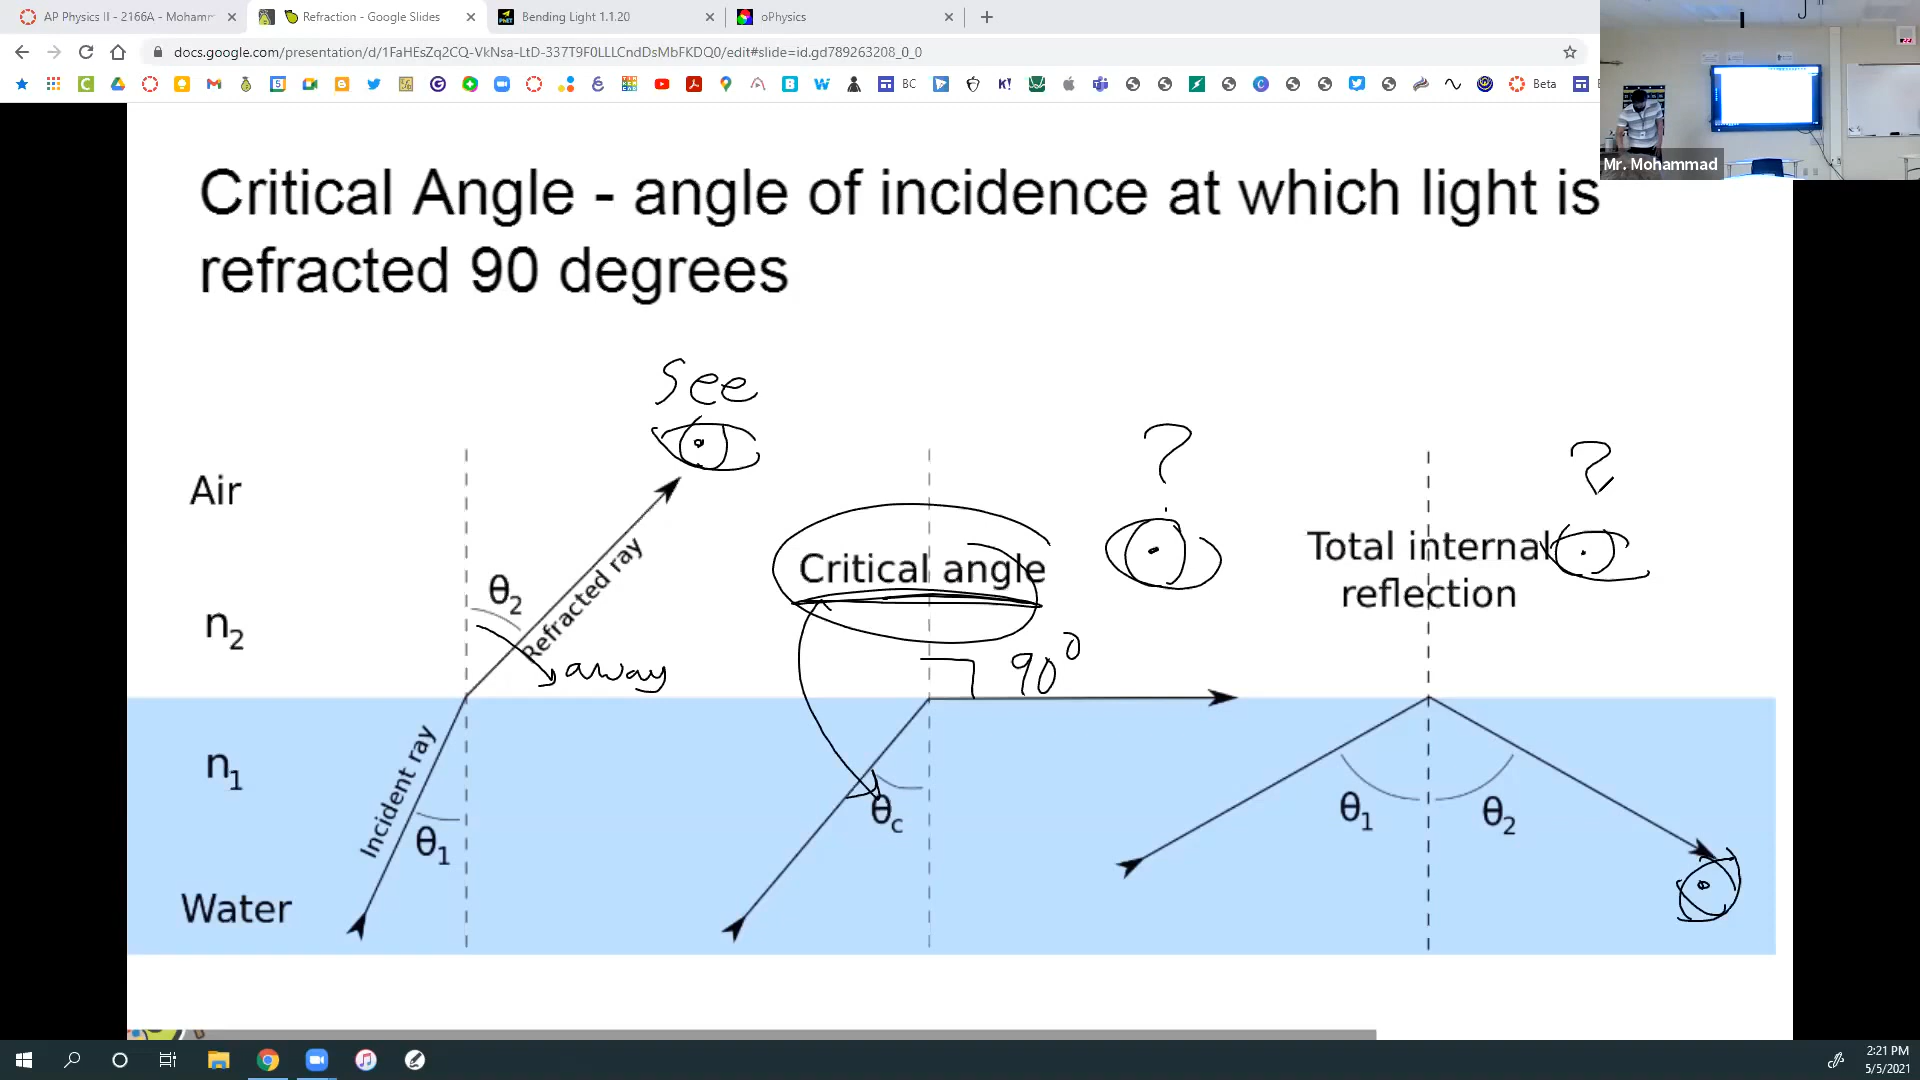 AP Physics II - 2166A - Mohamm
Refraction - Google Slides
Bending Light 1.1.20
oPhysics
docs.google.com/presentation/d/1FaHEsZq2CQ-VkNsa-LtD-337T9F0LLLCndDsMbFKDQ0/edit#slide=id.gd789263208_0_0
BC
Beta
Mr. Mohammad
Critical Angle - angle of incidence at which light is
refracted 90 degrees
see
?
?
Air
Critical angle
Total internal
reflection
θ2
Refracted ray
n2
away
90°
n1
Incident ray
θ1
θc
θ1
θ2
Water
2:21 PM
5/5/2021